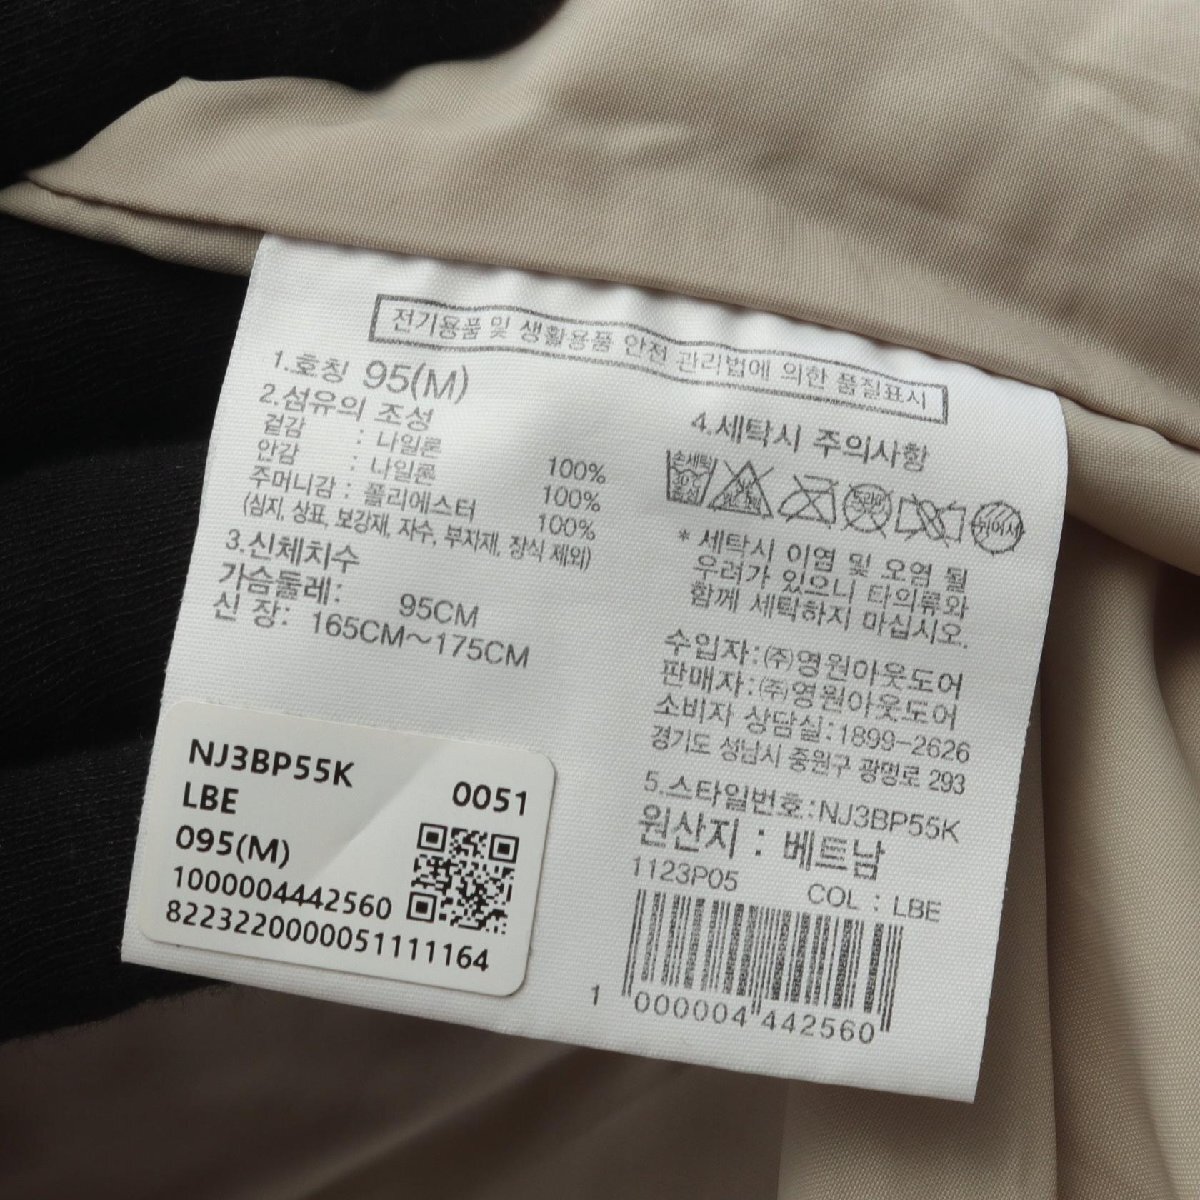 전기용품 및 생활용품 안전 관리법에 의한 품질표시
1.호칭 95(M)
2.섬유의 조성
겉감 : 나일론 100%
안감 : 나일론 100%
주머니감 : 폴리에스터 100%
(심지, 상표, 보강재, 자수, 부자재, 장식 제외)
3.신체치수
가슴둘레: 95CM
신 장: 165CM~175CM
4.세탁시 주의사항
손세탁
30°C
중성
* 세탁시 이염 및 오염 될
우려가 있으니 타의류와
함께 세탁하지 마십시오.
수입자:(주)영원아웃도어
판매자:(주)영원아웃도어
소비자 상담실:1899-2626
경기도 성남시 중원구 광명로 293
5.스타일번호:NJ3BP55K
원산지 : 베트남
1123P05 COL : LBE
1 000004 442560
NJ3BP55K 0051
LBE
095(M)
1000004442560
8223220000051111164